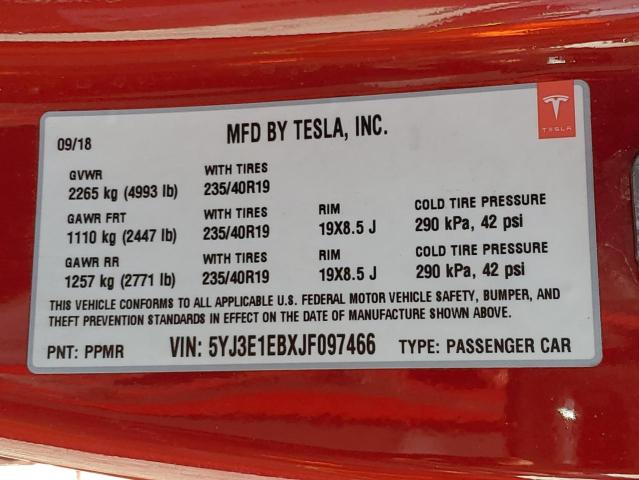 09/18 MFD BY TESLA, INC.
TESLA
GVWR WITH TIRES
2265 kg (4993 lb) 235/40R19
GAWR FRT WITH TIRES RIM COLD TIRE PRESSURE
1110 kg (2447 lb) 235/40R19 19X8.5 J 290 kPa, 42 psi
GAWR RR WITH TIRES RIM COLD TIRE PRESSURE
1257 kg (2771 lb) 235/40R19 19X8.5 J 290 kPa, 42 psi
THIS VEHICLE CONFORMS TO ALL APPLICABLE U.S. FEDERAL MOTOR VEHICLE SAFETY, BUMPER, AND
THEFT PREVENTION STANDARDS IN EFFECT ON THE DATE OF MANUFACTURE SHOWN ABOVE.
PNT: PPMR VIN: 5YJ3E1EBXJF097466 TYPE: PASSENGER CAR